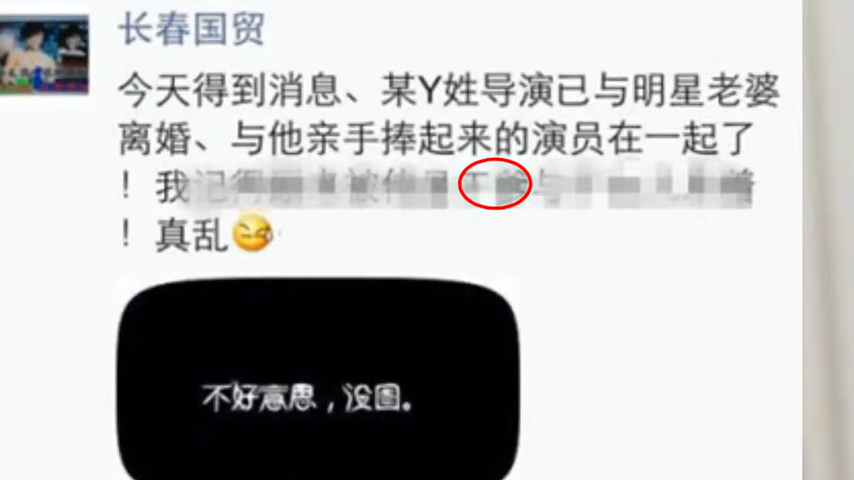 长春国贸
今天得到消息、某Y姓导演已与明星老婆
离婚、与他亲手捧起来的演员在一起了
！我记得
！真乱
不好意思，没图。